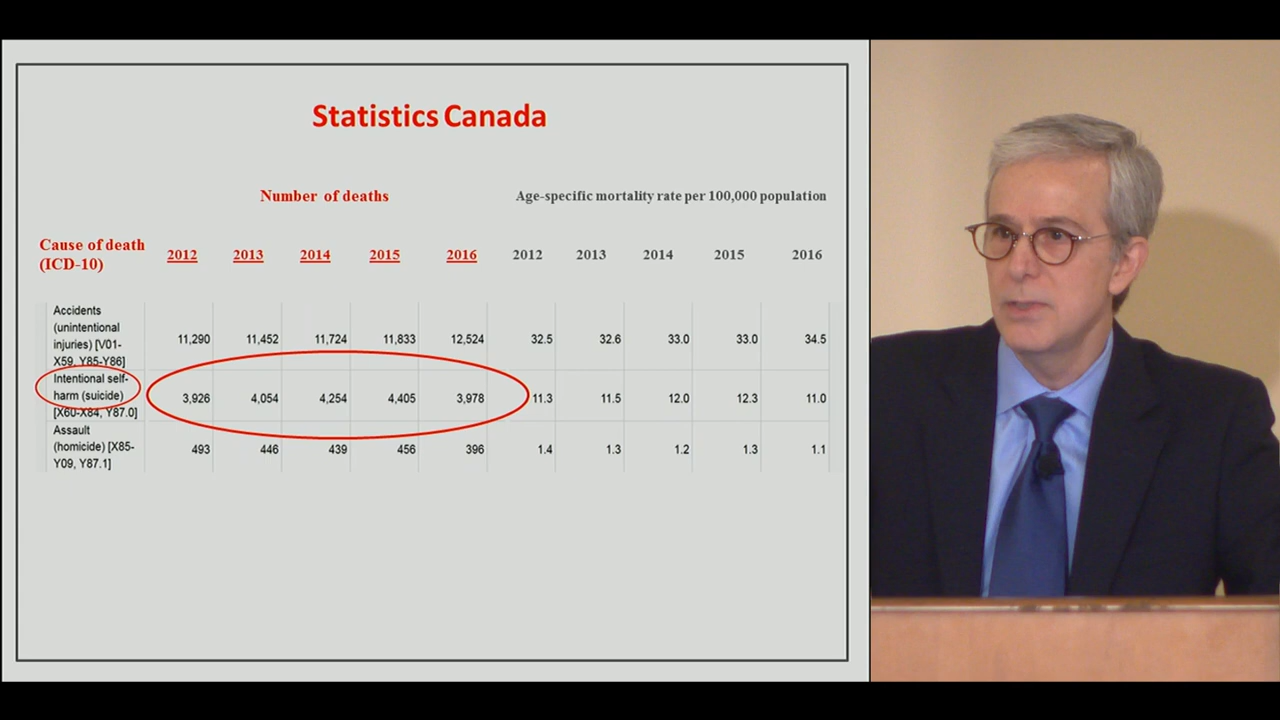 Statistics Canada
Number of deaths Age-specific mortality rate per 100,000 population
Cause of death
(ICD-10) 2012 2013 2014 2015 2016 2012 2013 2014 2015 2016
Accidents
(unintentional
injuries) [V01-
X59, Y85-Y86] 11,290 11,452 11,724 11,833 12,524 32.5 32.6 33.0 33.0 34.5
Intentional self-
harm (suicide)
[X60-X84, Y87.0] 3,926 4,054 4,254 4,405 3,978 11.3 11.5 12.0 12.3 11.0
Assault
(homicide) [X85-
Y09, Y87.1] 493 446 439 456 396 1.4 1.3 1.2 1.3 1.1